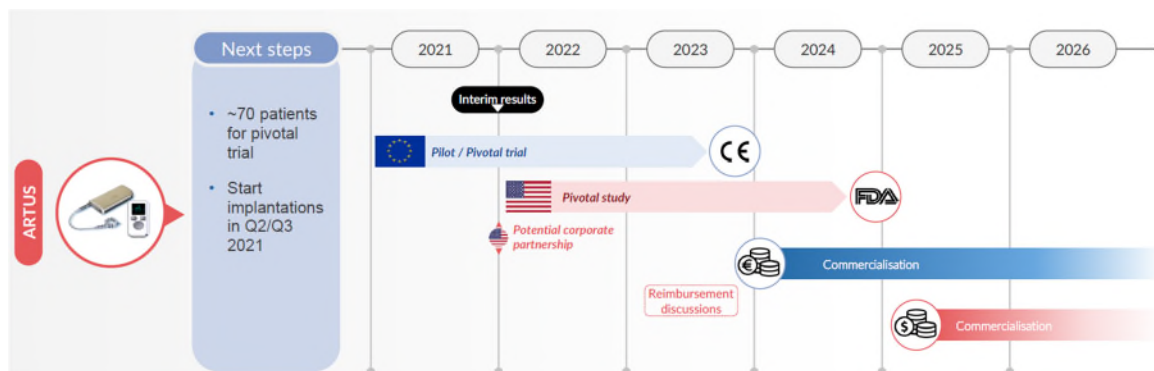 Next steps
2021
2022
2023
2024
2025
2026
• ~70 patients
for pivotal
trial
• Start
implantations
in Q2/Q3
2021
ARTUS
Interim results
Pilot / Pivotal trial
CE
Pivotal study
FDA
Potential corporate
partnership
€
Commercialisation
Reimbursement
discussions
$
Commercialisation